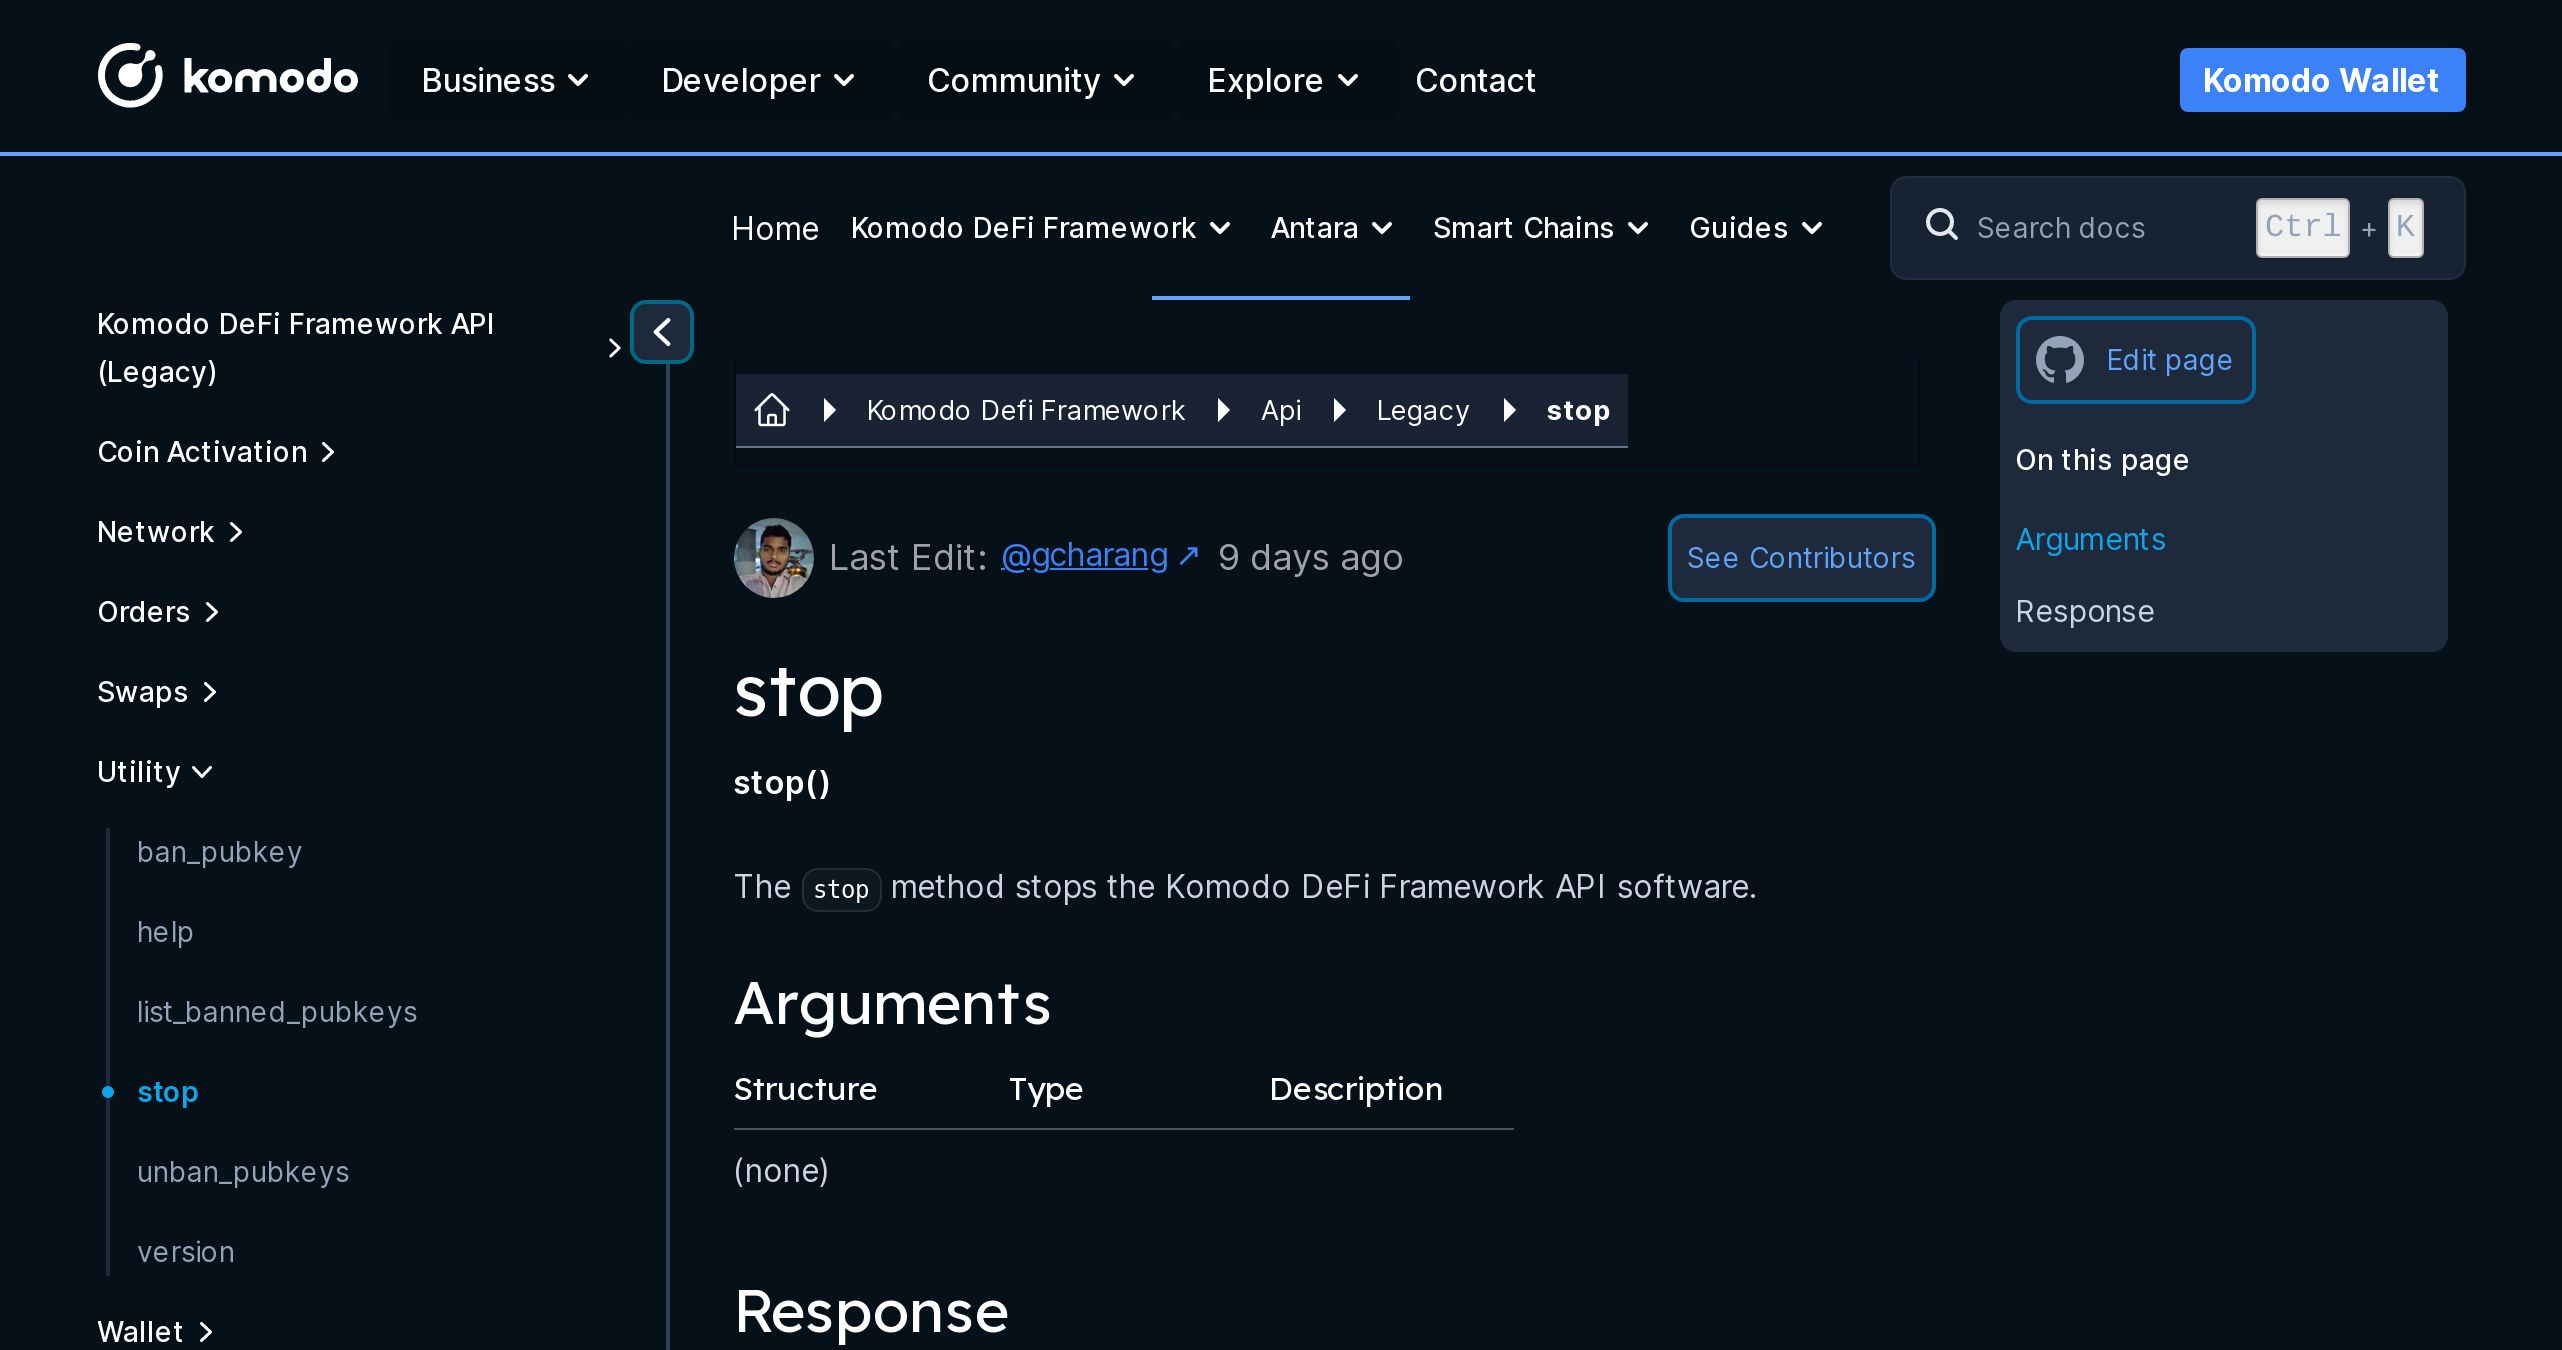 komodo
Business
Developer
Community
Explore
Contact
Komodo Wallet
Home
Komodo DeFi Framework
Antara
Smart Chains
Guides
Search docs
Ctrl + K
Komodo DeFi Framework API
(Legacy)
Coin Activation
Network
Orders
Swaps
Utility
ban_pubkey
help
list_banned_pubkeys
stop
unban_pubkeys
version
Wallet
Komodo Defi Framework
Api
Legacy
stop
Last Edit: @gcharang ↗ 9 days ago
See Contributors
stop
stop()
The stop method stops the Komodo DeFi Framework API software.
Arguments
Structure Type Description
(none)
Response
Edit page
On this page
Arguments
Response